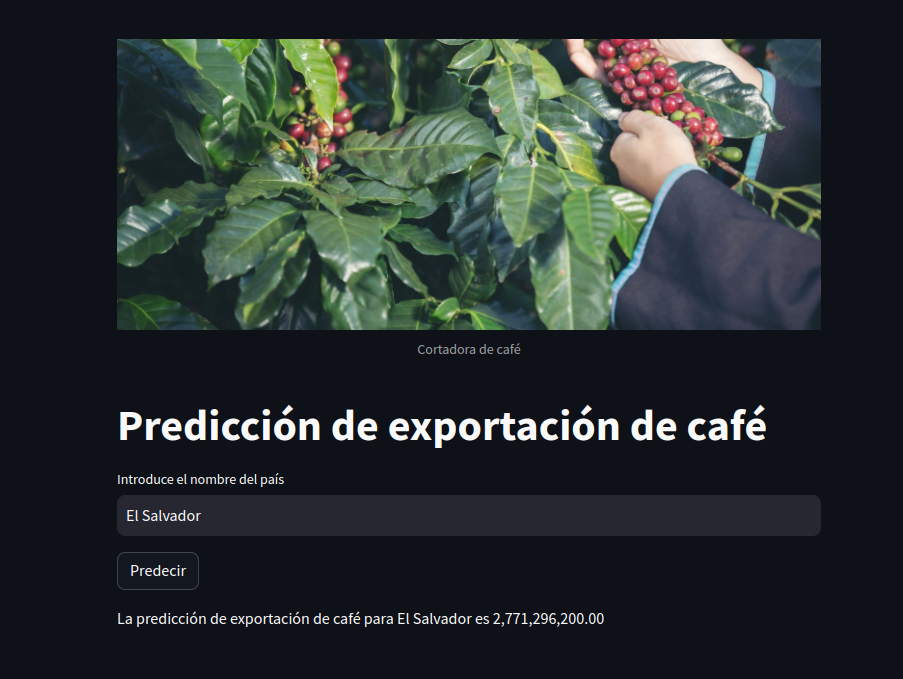 Cortadora de café
Predicción de exportación de café
Introduce el nombre del país
El Salvador
Predecir
La predicción de exportación de café para El Salvador es 2,771,296,200.00